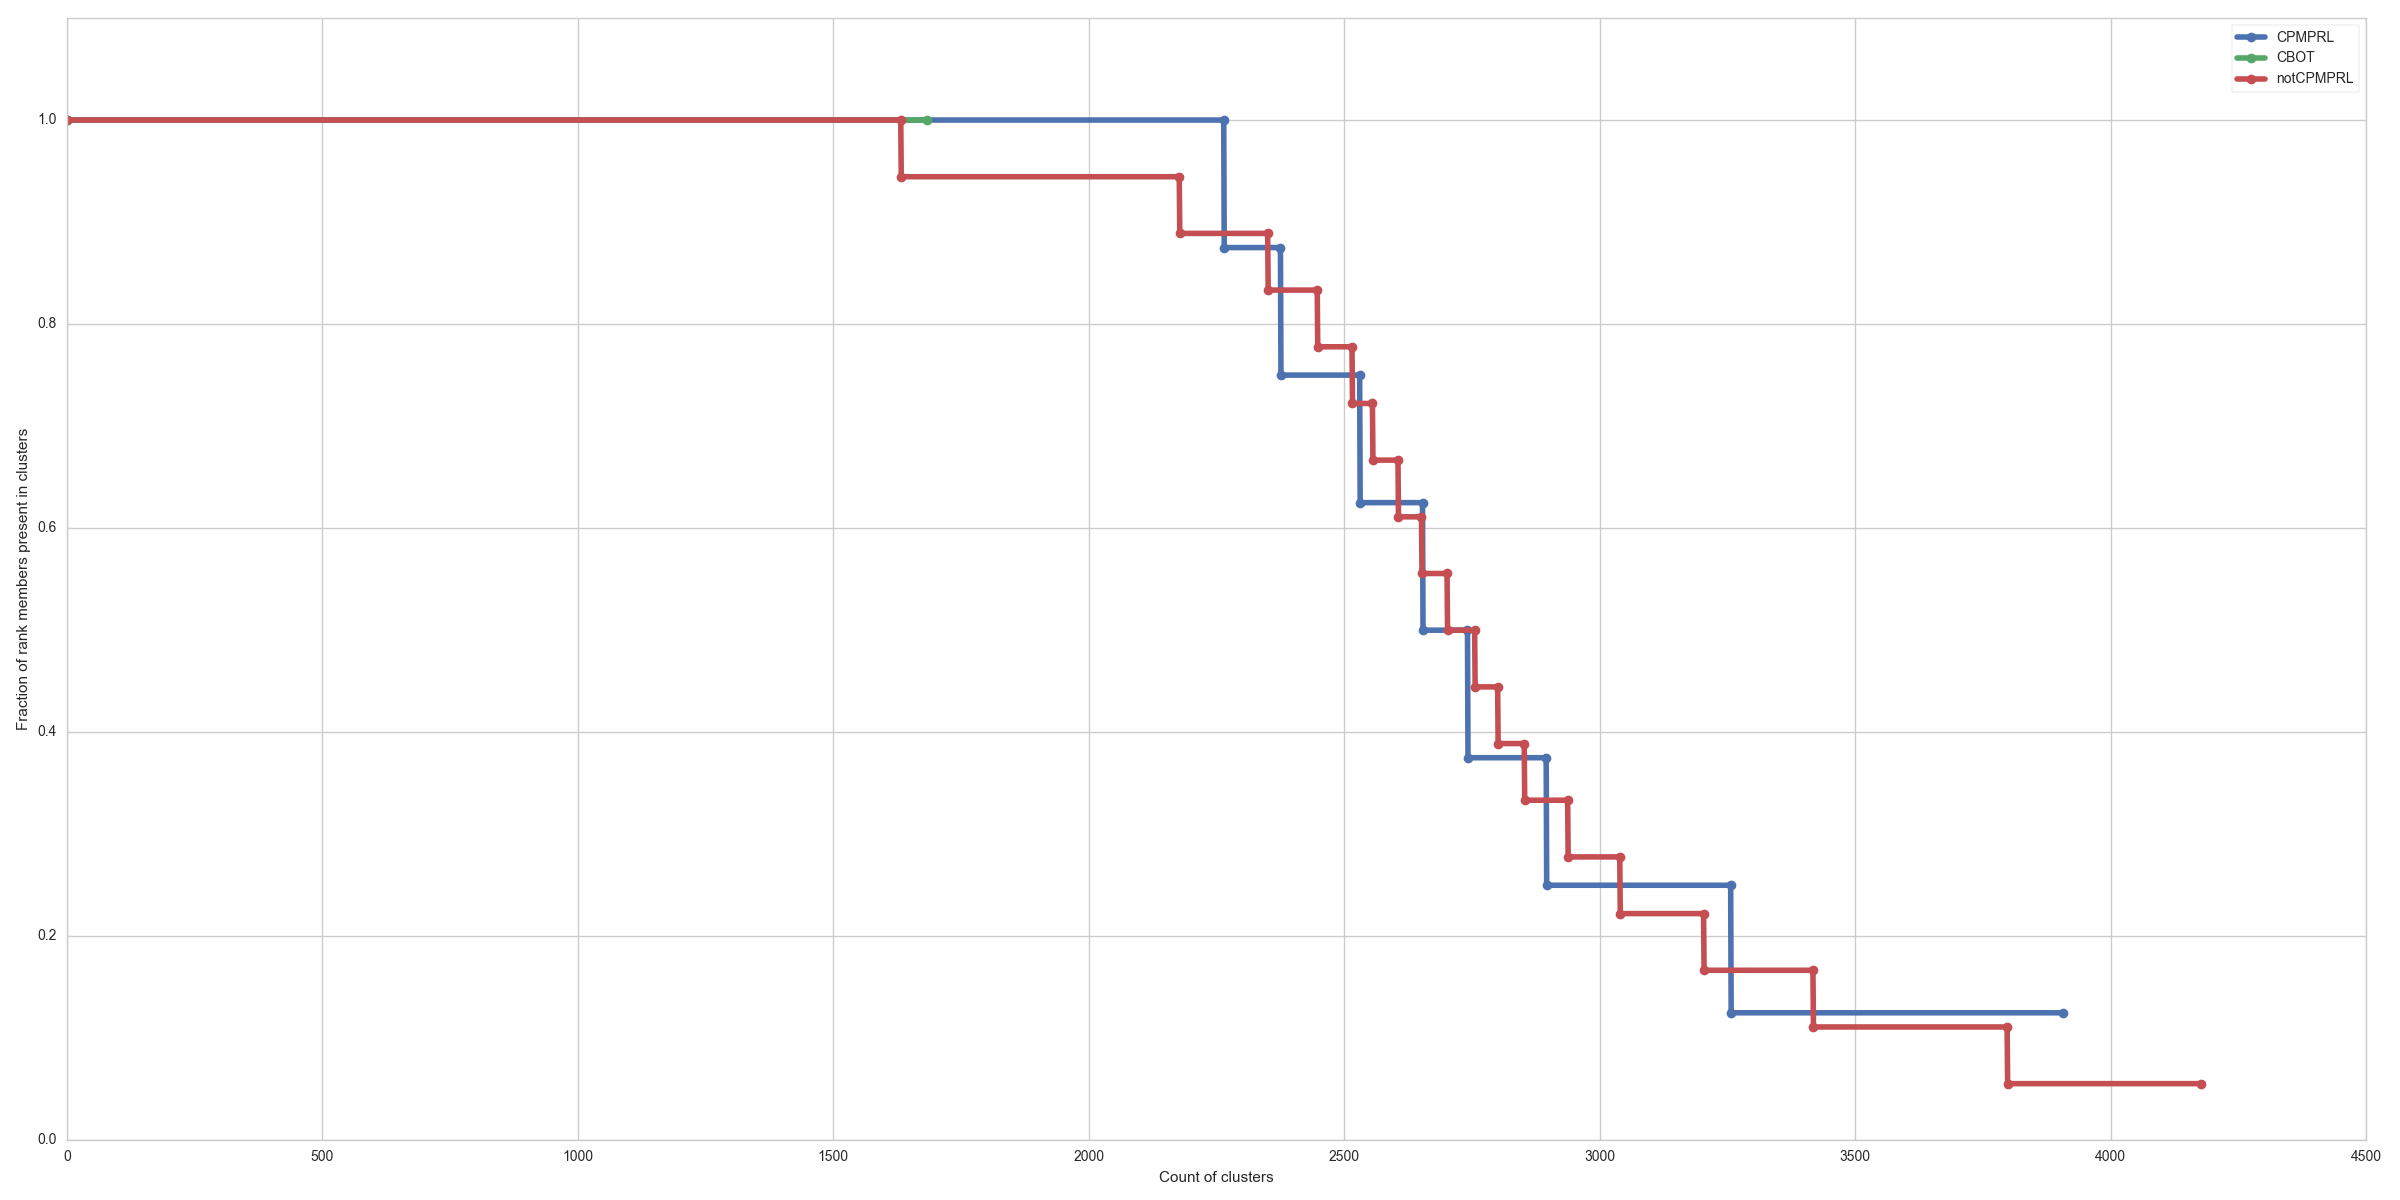 CPMPRL
CBOT
notCPMPRL
1.0
0.8
0.6
0.4
0.2
0.0
Fraction of rank members present in clusters
0 500 1000 1500 2000 2500 3000 3500 4000 4500
Count of clusters